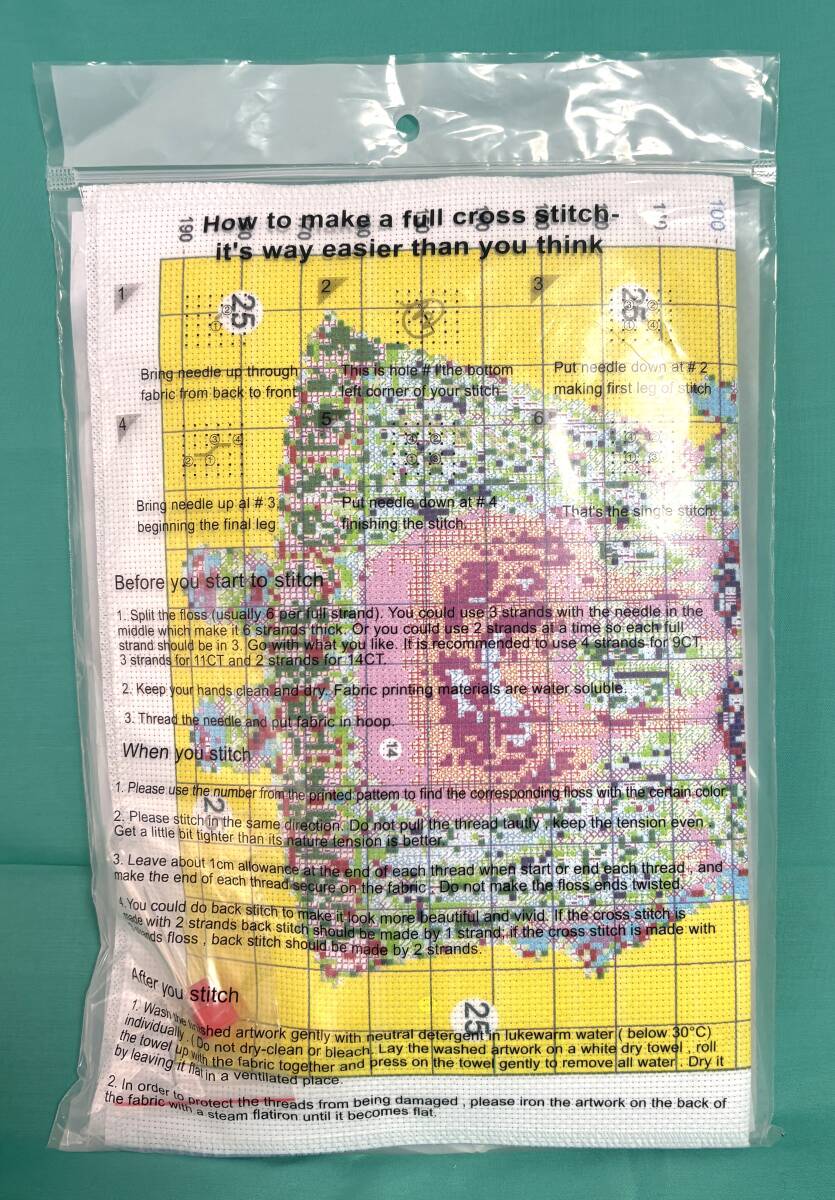 190
100
How to make a full cross stitch-
it's way easier than you think
1
2
3
25
25
Bring needle up through
fabric from back to front
This is hole # 1 the bottom
left corner of your stitch
Put needle down at # 2
making first leg of stitch
4
5
6
Bring needle up al # 3
beginning the final leg
Put needle down at # 4
finishing the stitch.
That's the single stitch.
Before you start to stitch
1. Split the floss (usually 6 per full strand). You could use 3 strands with the needle in the
middle which make it 6 strands thick. Or you could use 2 strands at a time so each full
strand should be in 3. Go with what you like. If is recommended to use 4 strands for 9CT,
3 strands for 11CT and 2 strands for 14CT.
2. Keep your hands clean and dry. Fabric printing materials are water soluble.
3. Thread the needle and put fabric in hoop.
When you stitch
14
1. Please use the number from the printed pattern to find the corresponding floss with the certain color.
2. Please stitch in the same direction. Do not pull the thread tautly , keep the tension even.
Get a little bit tighter than its nature tension is better.
3. Leave about 1cm allowance at the end of each thread when start or end each thread , and
make the end of each thread secure on the fabric . Do not make the floss ends twisted.
4.You could do back stitch to make it look more beautiful and vivid. If the cross stitch is
made with 2 strands back stitch should be made by 1 strand; if the cross stitch is made with
floss , back stitch should be made by 2 strands.
After you stitch
25
1. Wash the finished artwork gently with neutral detergent in lukewarm water ( below 30°C)
individually .( Do not dry-clean or bleach. Lay the washed artwork on a white dry towel , roll
the towel up with the fabric together and press on the towel gently to remove all water . Dry it
by leaving it flat in a ventilated place.
2. In order to protect the threads from being damaged , please iron the artwork on the back of
the fabric with a steam flatiron until it becomes flat.